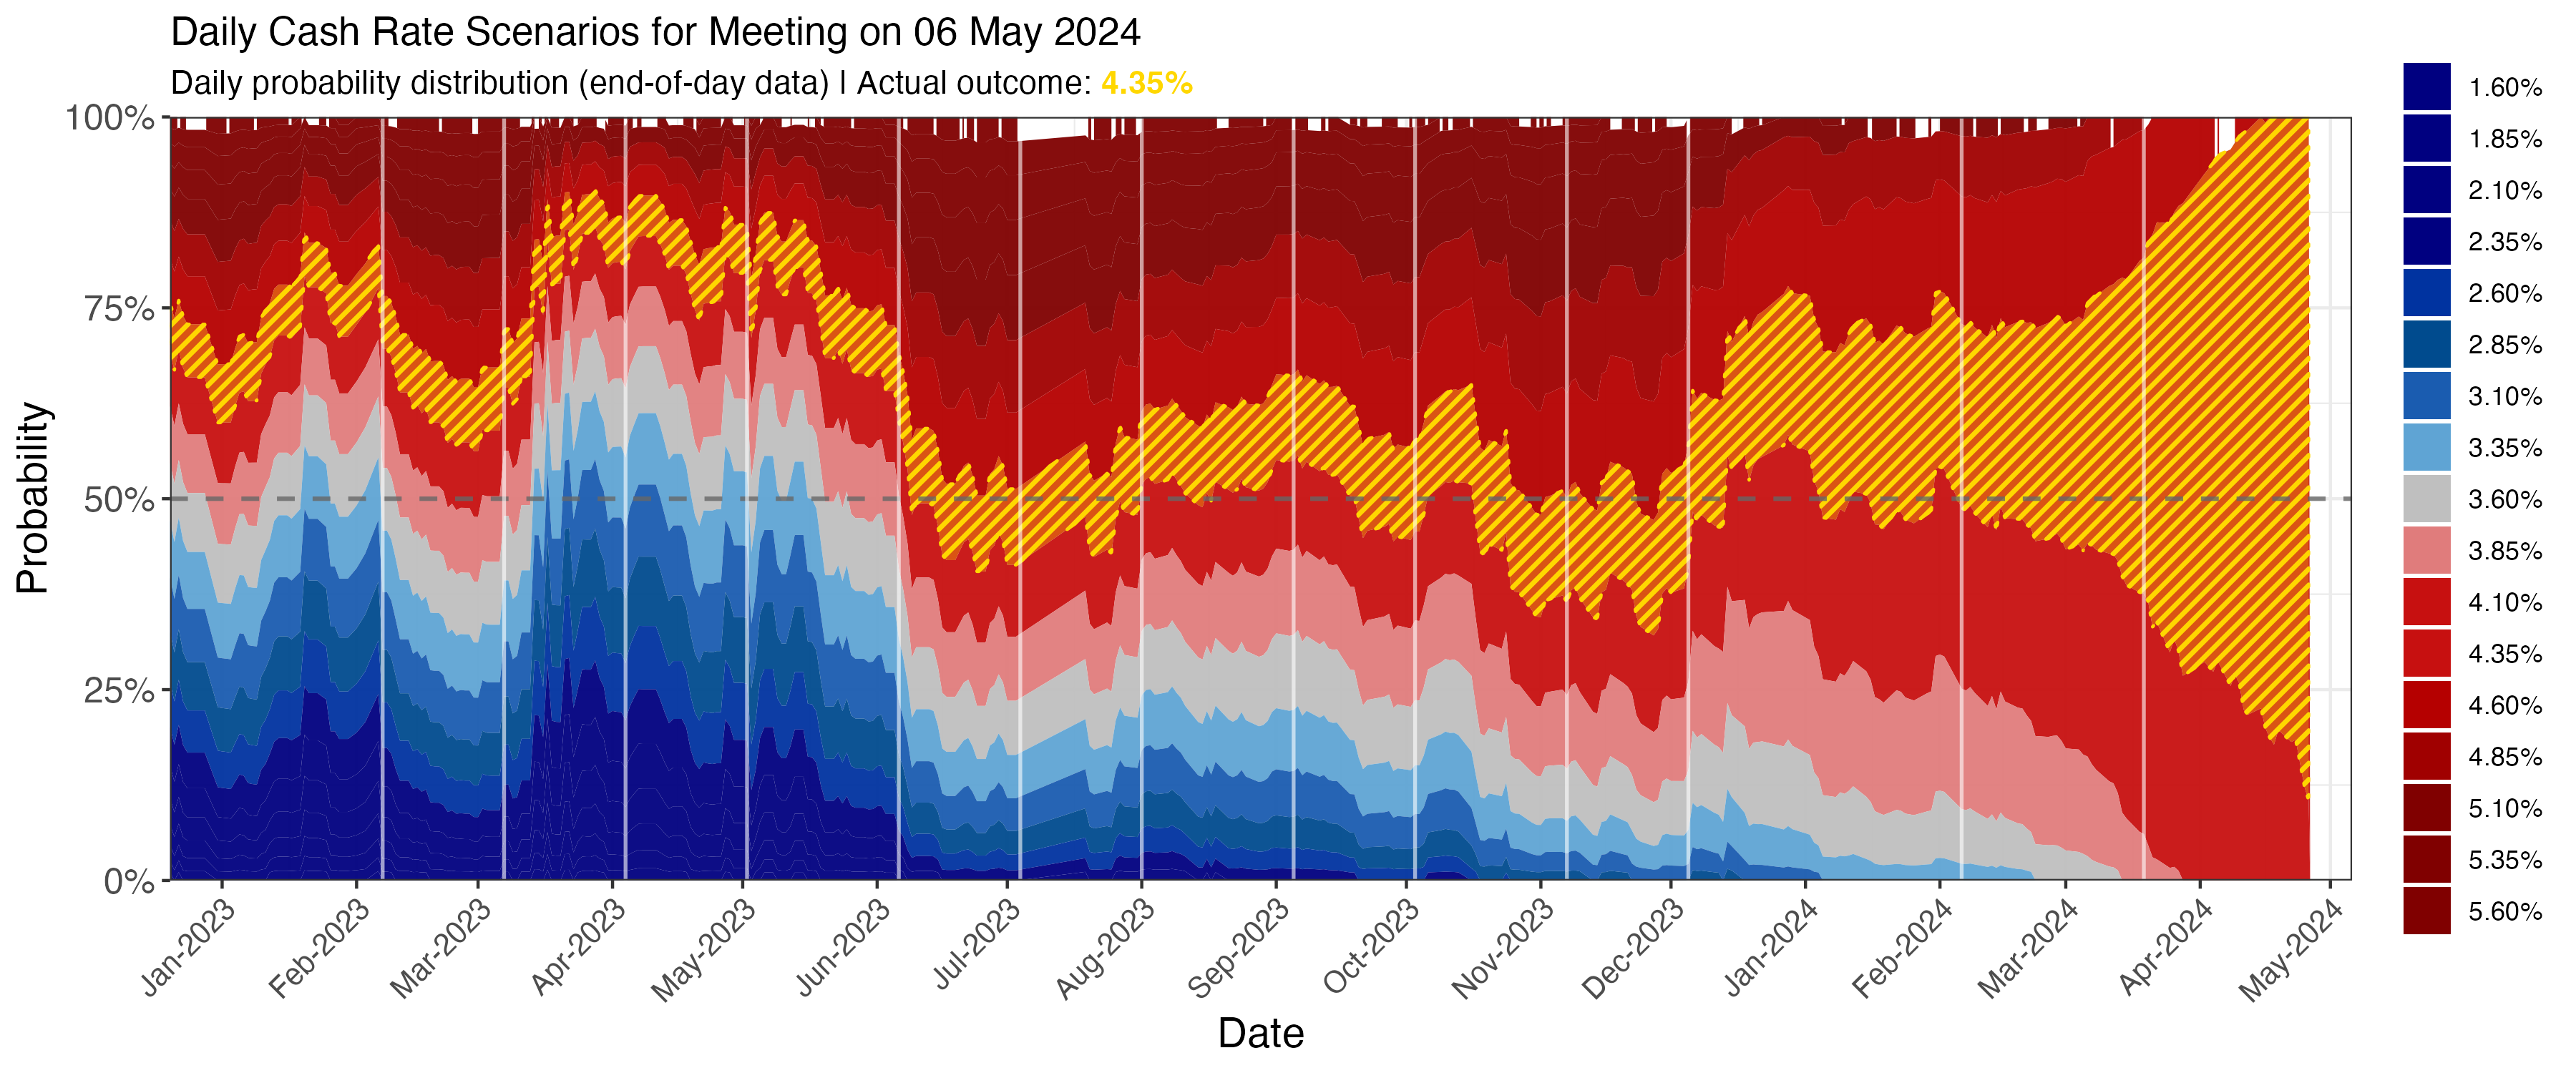 Daily Cash Rate Scenarios for Meeting on 06 May 2024
Daily probability distribution (end-of-day data) | Actual outcome: 4.35%
100%
75%
50%
25%
0%
Probability
Jan-2023
Feb-2023
Mar-2023
Apr-2023
May-2023
Jun-2023
Jul-2023
Aug-2023
Sep-2023
Oct-2023
Nov-2023
Dec-2023
Jan-2024
Feb-2024
Mar-2024
Apr-2024
May-2024
Date
1.60%
1.85%
2.10%
2.35%
2.60%
2.85%
3.10%
3.35%
3.60%
3.85%
4.10%
4.35%
4.60%
4.85%
5.10%
5.35%
5.60%